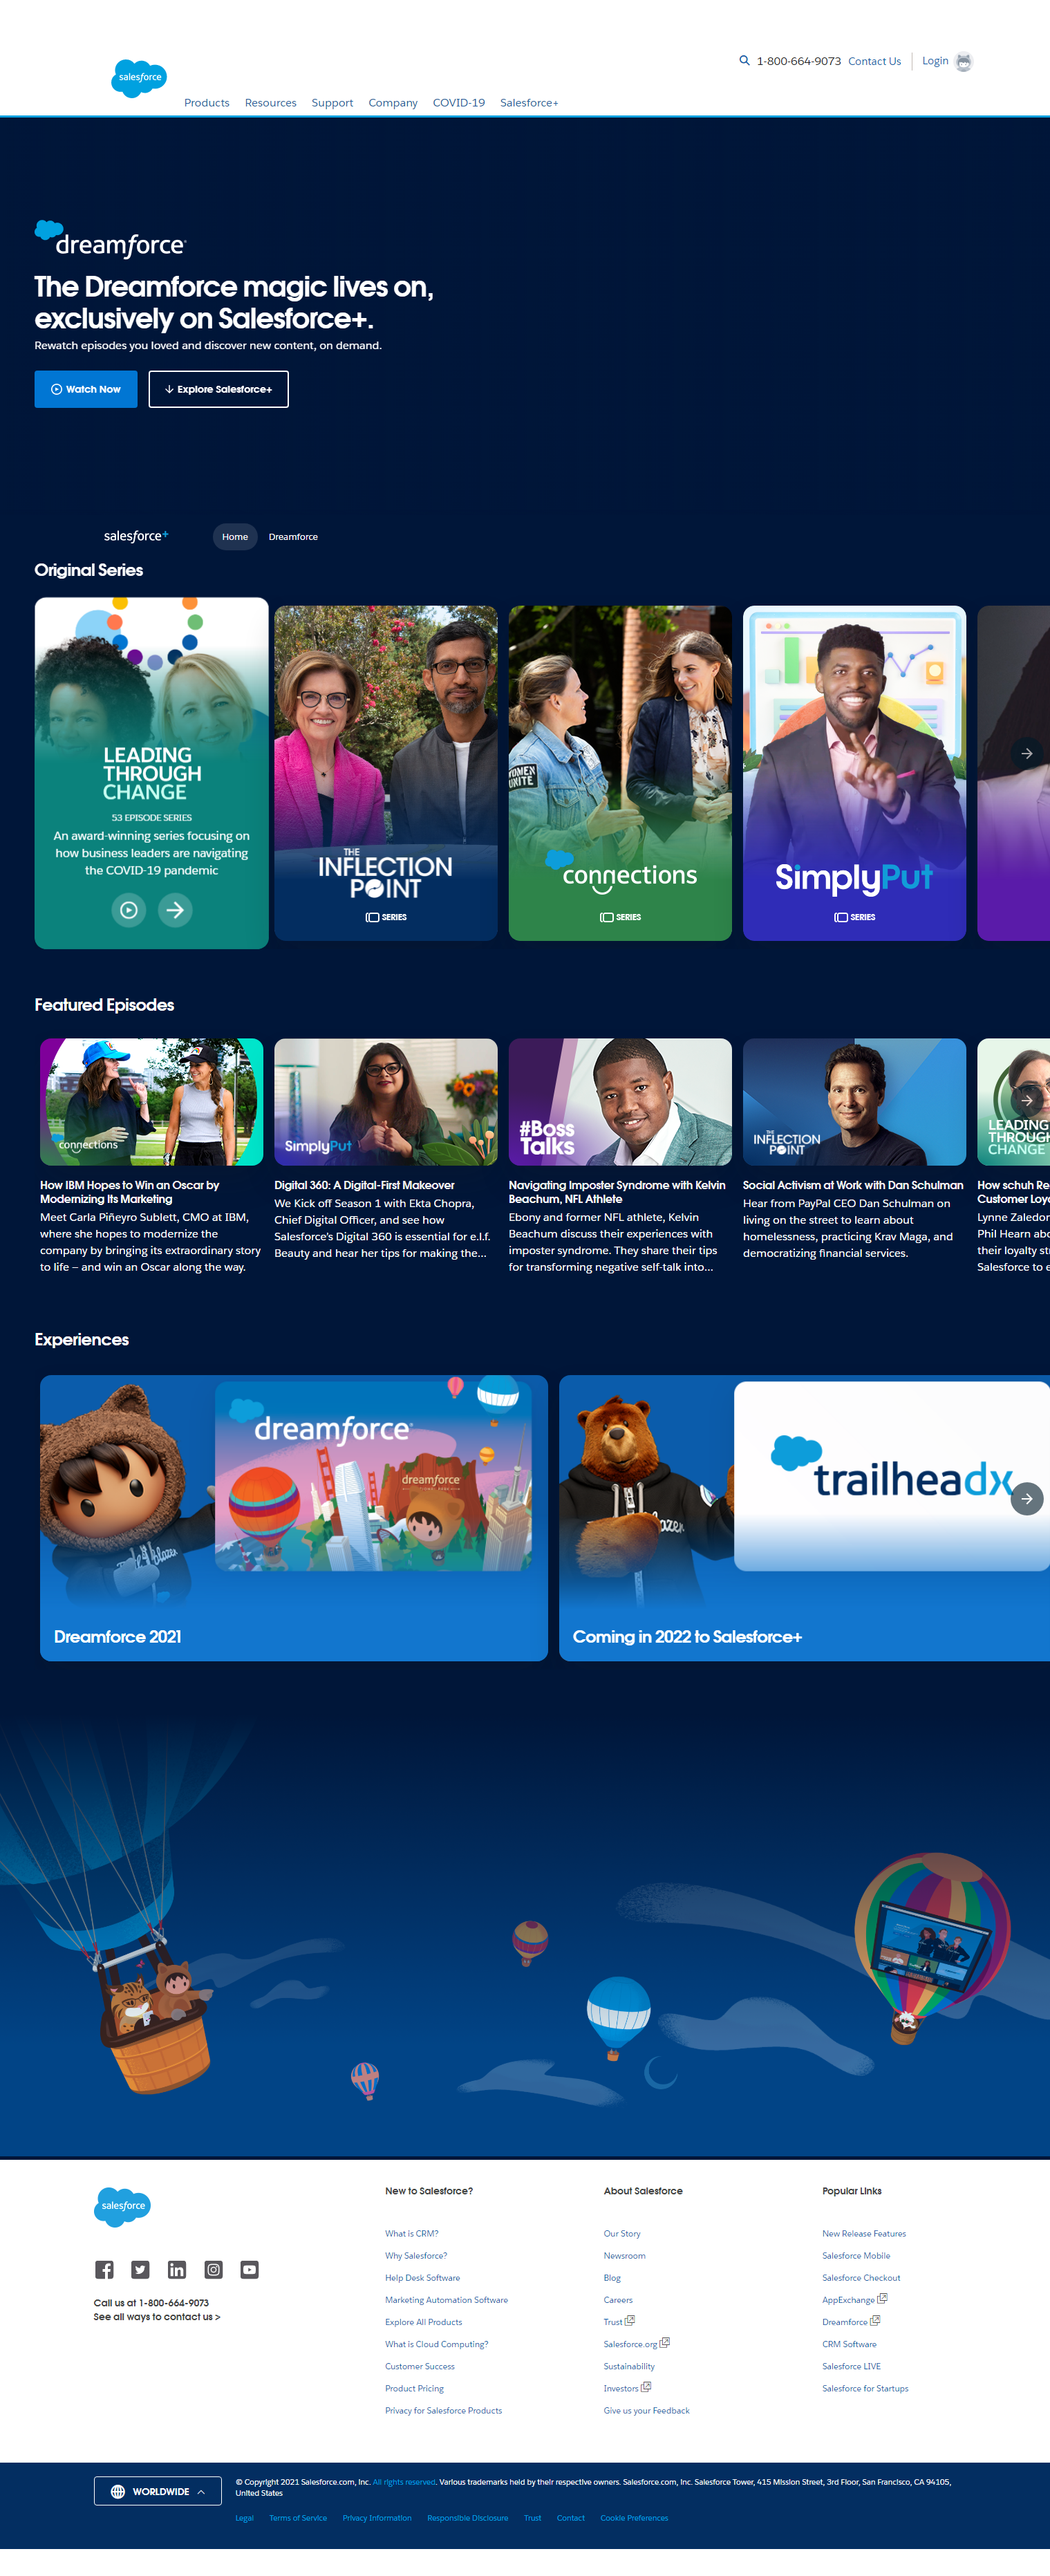 1-800-664-9073 Contact Us Login
salesforce
Products Resources Support Company COVID-19 Salesforce+
dreamforce
The Dreamforce magic lives on,
exclusively on Salesforce+.
Rewatch episodes you loved and discover new content, on demand.
Watch Now Explore Salesforce+
salesforce+ Home Dreamforce
Original Series
LEADING
THROUGH
CHANGE
53 EPISODE SERIES
An award-winning series focusing on
how business leaders are navigating
the COVID-19 pandemic
THE
INFLECTION
POINT
SERIES
WOMEN
UNITE
connections
SERIES
SimplyPut
SERIES
Featured Episodes
connections
How IBM Hopes to Win an Oscar by
Modernizing Its Marketing
Meet Carla Piñeyro Sublett, CMO at IBM,
where she hopes to modernize the
company by bringing its extraordinary story
to life – and win an Oscar along the way.
SimplyPut
Digital 360: A Digital-First Makeover
We Kick off Season 1 with Ekta Chopra,
Chief Digital Officer, and see how
Salesforce's Digital 360 is essential for e.l.f.
Beauty and hear her tips for making the...
#Boss
Talks
Navigating Imposter Syndrome with Kelvin
Beachum, NFL Athlete
Ebony and former NFL athlete, Kelvin
Beachum discuss their experiences with
imposter syndrome. They share their tips
for transforming negative self-talk into...
THE
INFLECTION
POINT
Social Activism at Work with Dan Schulman
Hear from PayPal CEO Dan Schulman on
living on the street to learn about
homelessness, practicing Krav Maga, and
democratizing financial services.
LEADING
THROUGH
CHANGE
How schuh Re
Customer Loya
Lynne Zaledor
Phil Hearn abo
their loyalty str
Salesforce to e
Experiences
dreamforce
dreamforce
Dreamforce 2021
trailheadx
Coming in 2022 to Salesforce+
salesforce
Call us at 1-800-664-9073
See all ways to contact us >
New to Salesforce?
What is CRM?
Why Salesforce?
Help Desk Software
Marketing Automation Software
Explore All Products
What is Cloud Computing?
Customer Success
Product Pricing
Privacy for Salesforce Products
About Salesforce
Our Story
Newsroom
Blog
Careers
Trust
Salesforce.org
Sustainability
Investors
Give us your Feedback
Popular Links
New Release Features
Salesforce Mobile
Salesforce Checkout
AppExchange
Dreamforce
CRM Software
Salesforce LIVE
Salesforce for Startups
WORLDWIDE
© Copyright 2021 Salesforce.com, Inc. All rights reserved. Various trademarks held by their respective owners. Salesforce.com, Inc. Salesforce Tower, 415 Mission Street, 3rd Floor, San Francisco, CA 94105,
United States
Legal Terms of Service Privacy Information Responsible Disclosure Trust Contact Cookie Preferences